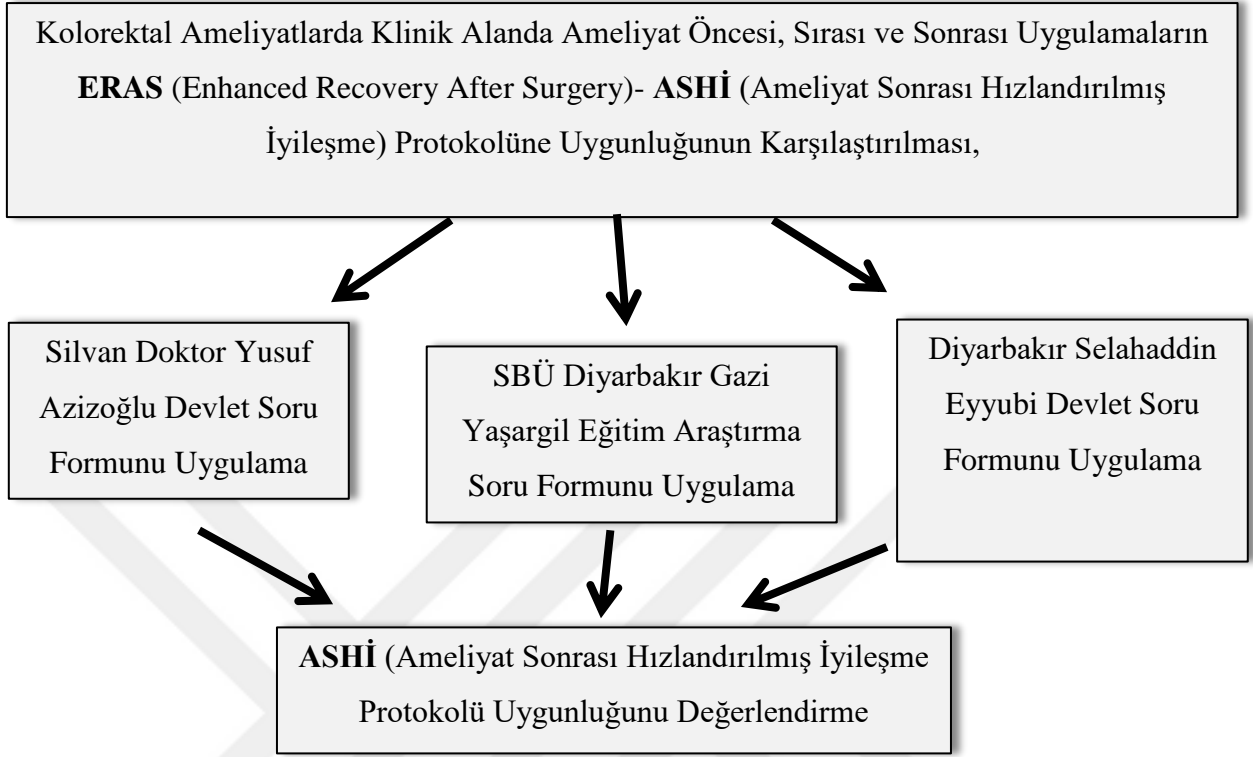 Kolorektal Ameliyatlarda Klinik Alanda Ameliyat Öncesi, Sırası ve Sonrası Uygulamaların
ERAS (Enhanced Recovery After Surgery)- ASHİ (Ameliyat Sonrası Hızlandırılmış
İyileşme) Protokolüne Uygunluğunun Karşılaştırılması,
Silvan Doktor Yusuf
Azizoğlu Devlet Soru
Formunu Uygulama
SBÜ Diyarbakır Gazi
Yaşargil Eğitim Araştırma
Soru Formunu Uygulama
Diyarbakır Selahaddin
Eyyubi Devlet Soru
Formunu Uygulama
ASHİ (Ameliyat Sonrası Hızlandırılmış İyileşme
Protokolü Uygunluğunu Değerlendirme